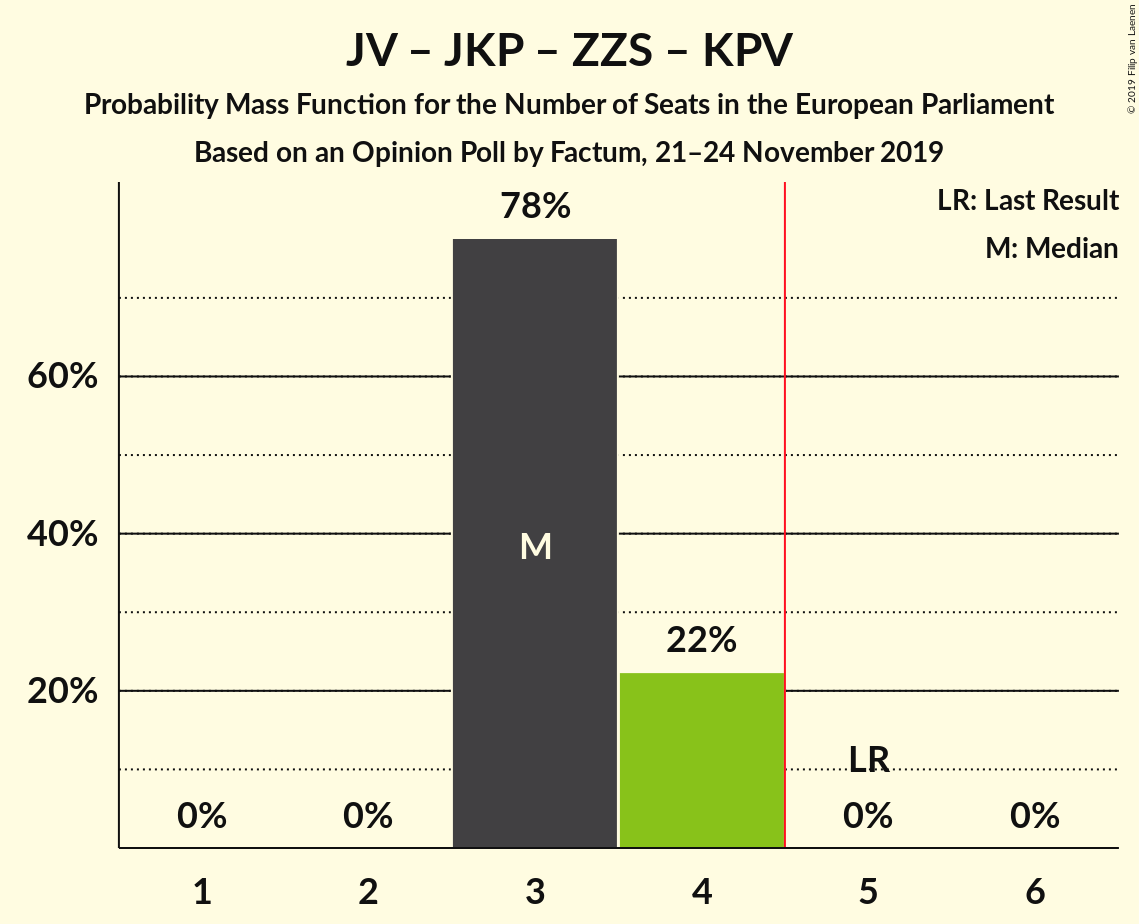 JV – JKP – ZZS – KPV
Probability Mass Function for the Number of Seats in the European Parliament
Based on an Opinion Poll by Factum, 21–24 November 2019
© 2019 Filip van Laenen
LR: Last Result
M: Median
78%
60%
40%
M
22%
20%
LR
0%
0%
0%
0%
1
2
3
4
5
6